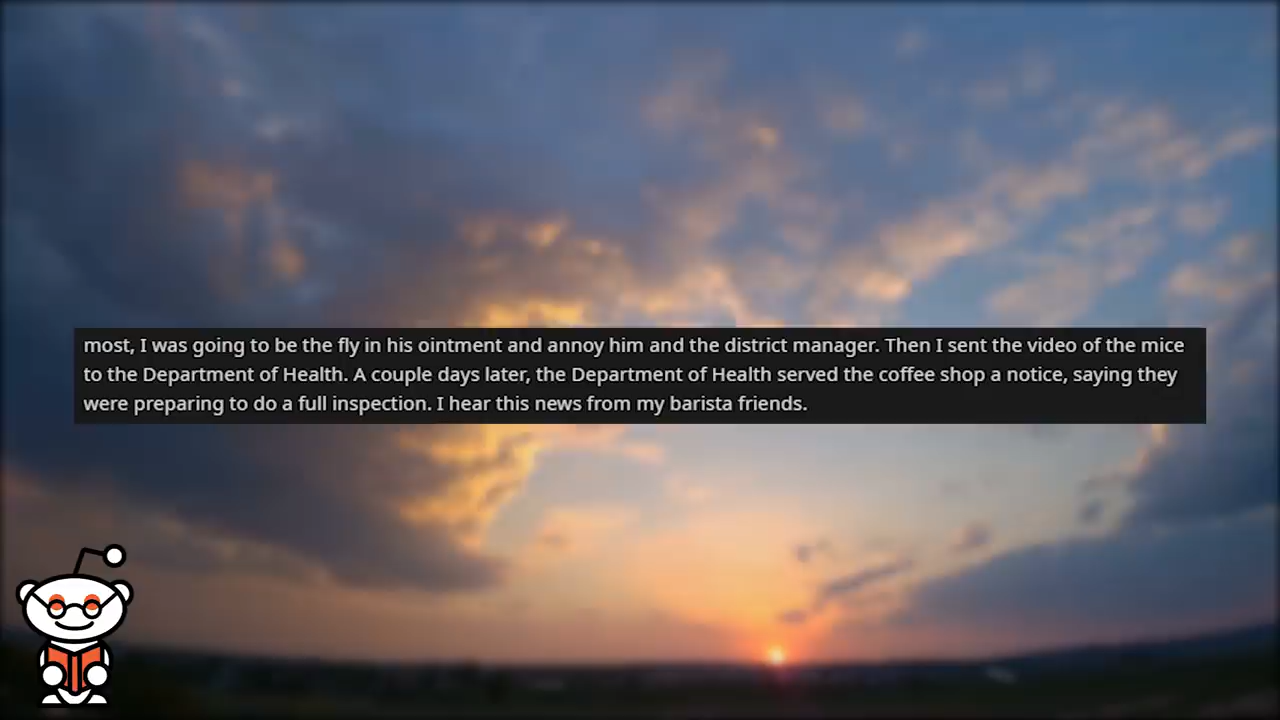 most, I was going to be the fly in his ointment and annoy him and the district manager. Then I sent the video of the mice
to the Department of Health. A couple days later, the Department of Health served the coffee shop a notice, saying they
were preparing to do a full inspection. I hear this news from my barista friends.